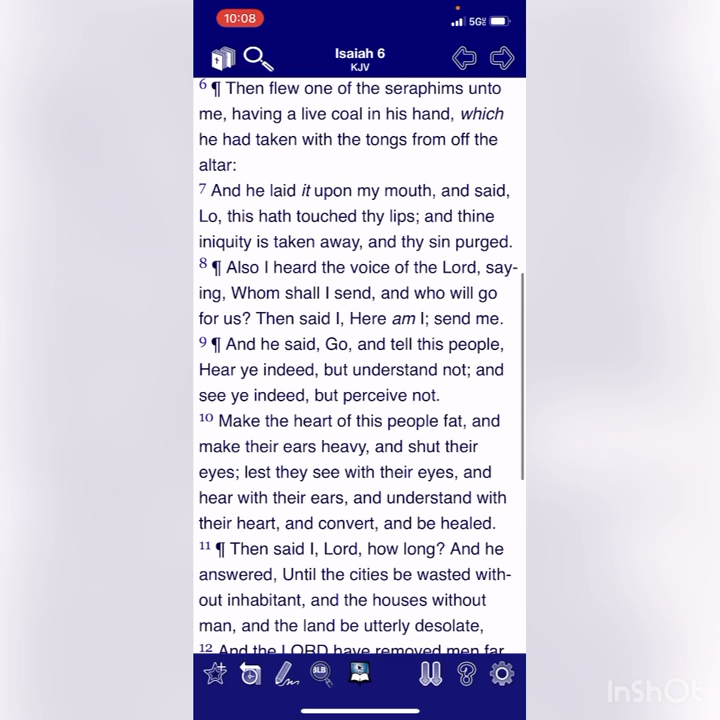 10:08
5G
Isaiah 6
KJV
6 ¶ Then flew one of the seraphims unto
me, having a live coal in his hand, which
he had taken with the tongs from off the
altar:
7 And he laid it upon my mouth, and said,
Lo, this hath touched thy lips; and thine
iniquity is taken away, and thy sin purged.
8 ¶ Also I heard the voice of the Lord, say-
ing, Whom shall I send, and who will go
for us? Then said I, Here am I; send me.
9 ¶ And he said, Go, and tell this people,
Hear ye indeed, but understand not; and
see ye indeed, but perceive not.
10 Make the heart of this people fat, and
make their ears heavy, and shut their
eyes; lest they see with their eyes, and
hear with their ears, and understand with
their heart, and convert, and be healed.
11 ¶ Then said I, Lord, how long? And he
answered, Until the cities be wasted with-
out inhabitant, and the houses without
man, and the land be utterly desolate,
12 And the LORD have removed men far
BLB
InShOt